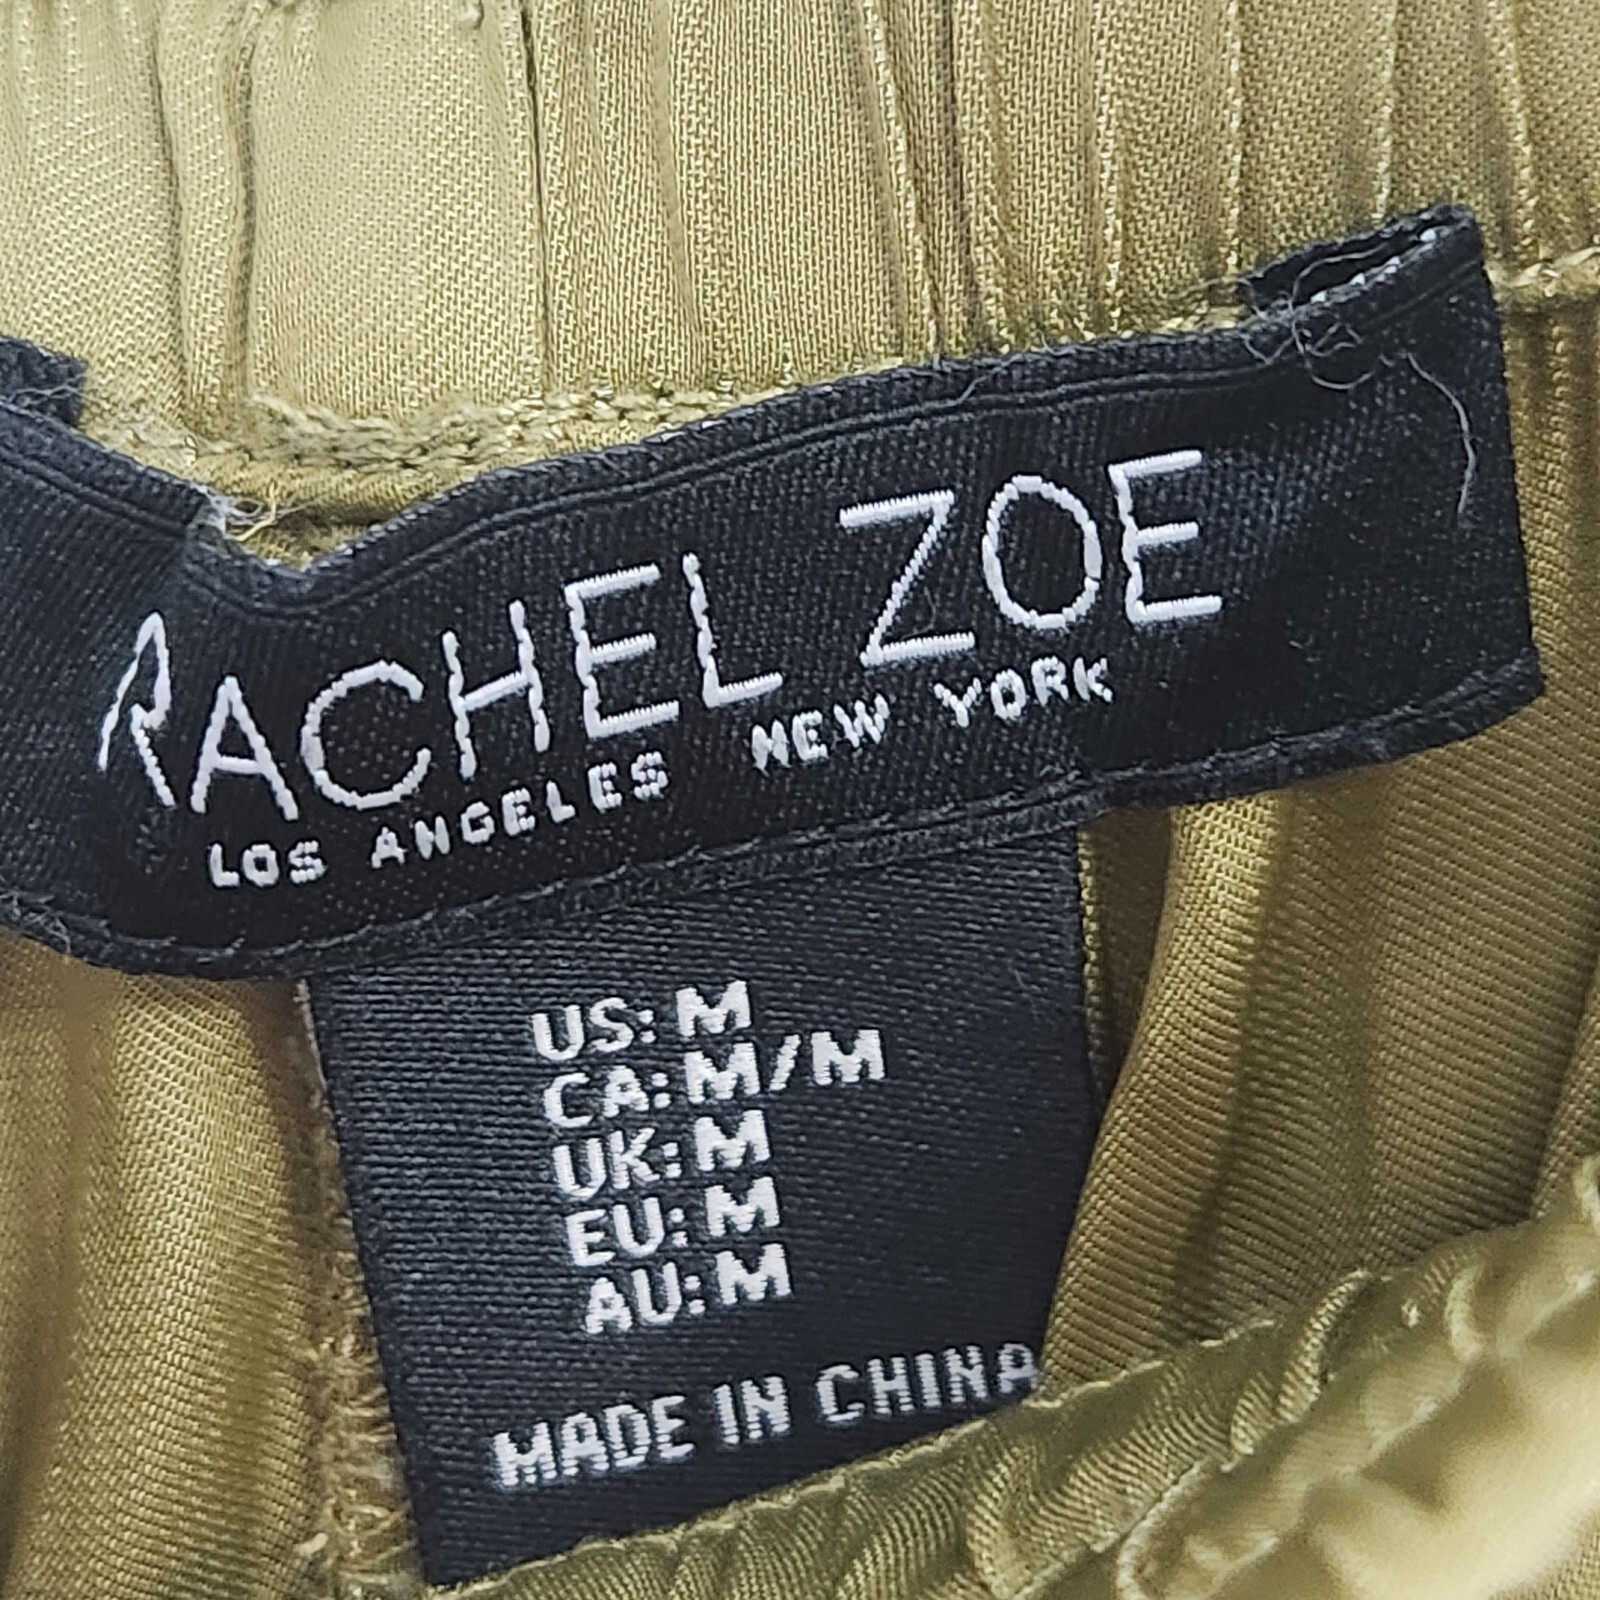 RACHEL ZOE
LOS ANGELES NEW YORK
US: M
CA: M/M
UK: M
EU: M
AU: M
MADE IN CHINA